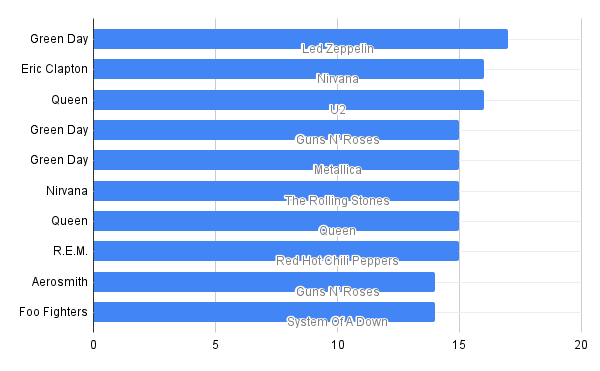 Green Day
Led Zeppelin
Eric Clapton
Nirvana
Queen
U2
Green Day
Guns N' Roses
Green Day
Metallica
Nirvana
The Rolling Stones
Queen
Queen
R.E.M.
Red Hot Chili Peppers
Aerosmith
Guns N' Roses
Foo Fighters
System Of A Down
0 5 10 15 20